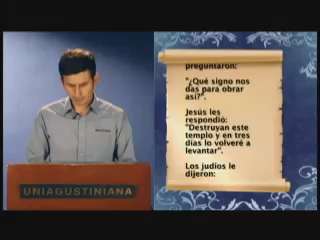 UNIAGUSTINIANA
preguntaron:
"¿Qué signo nos
das para obrar
así?".
Jesús les
respondió:
"Destruyan este
templo y en tres
días lo volveré a
levantar".
Los judíos le
dijeron: